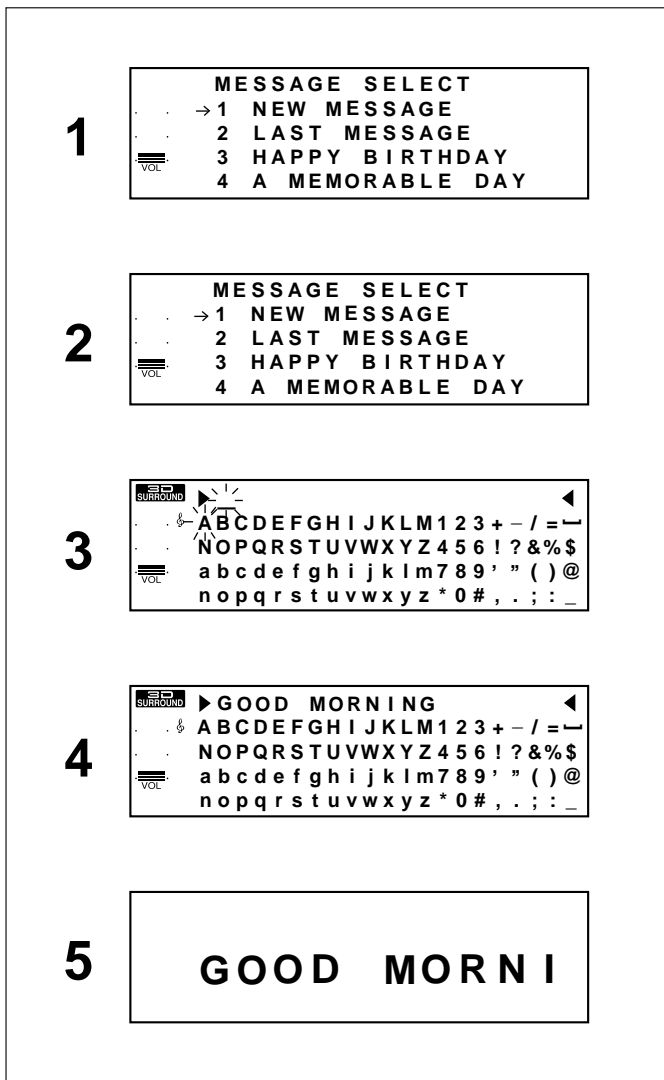 1
MESSAGE SELECT
→1 NEW MESSAGE
2 LAST MESSAGE
3 HAPPY BIRTHDAY
4 A MEMORABLE DAY
VOL
2
MESSAGE SELECT
→1 NEW MESSAGE
2 LAST MESSAGE
3 HAPPY BIRTHDAY
4 A MEMORABLE DAY
VOL
3
3D SURROUND
▶ ◀
ABCDEFGHIJKLM123+–/=⎵
NOPQRSTUVWXYZ456!?&%$
abcdefghijklm789’”()@
nopqrstuvwxyz*0#,.;:_
VOL
4
3D SURROUND
▶GOOD MORNING ◀
ABCDEFGHIJKLM123+–/=⎵
NOPQRSTUVWXYZ456!?&%$
abcdefghijklm789’”()@
nopqrstuvwxyz*0#,.;:_
VOL
5
GOOD MORNI